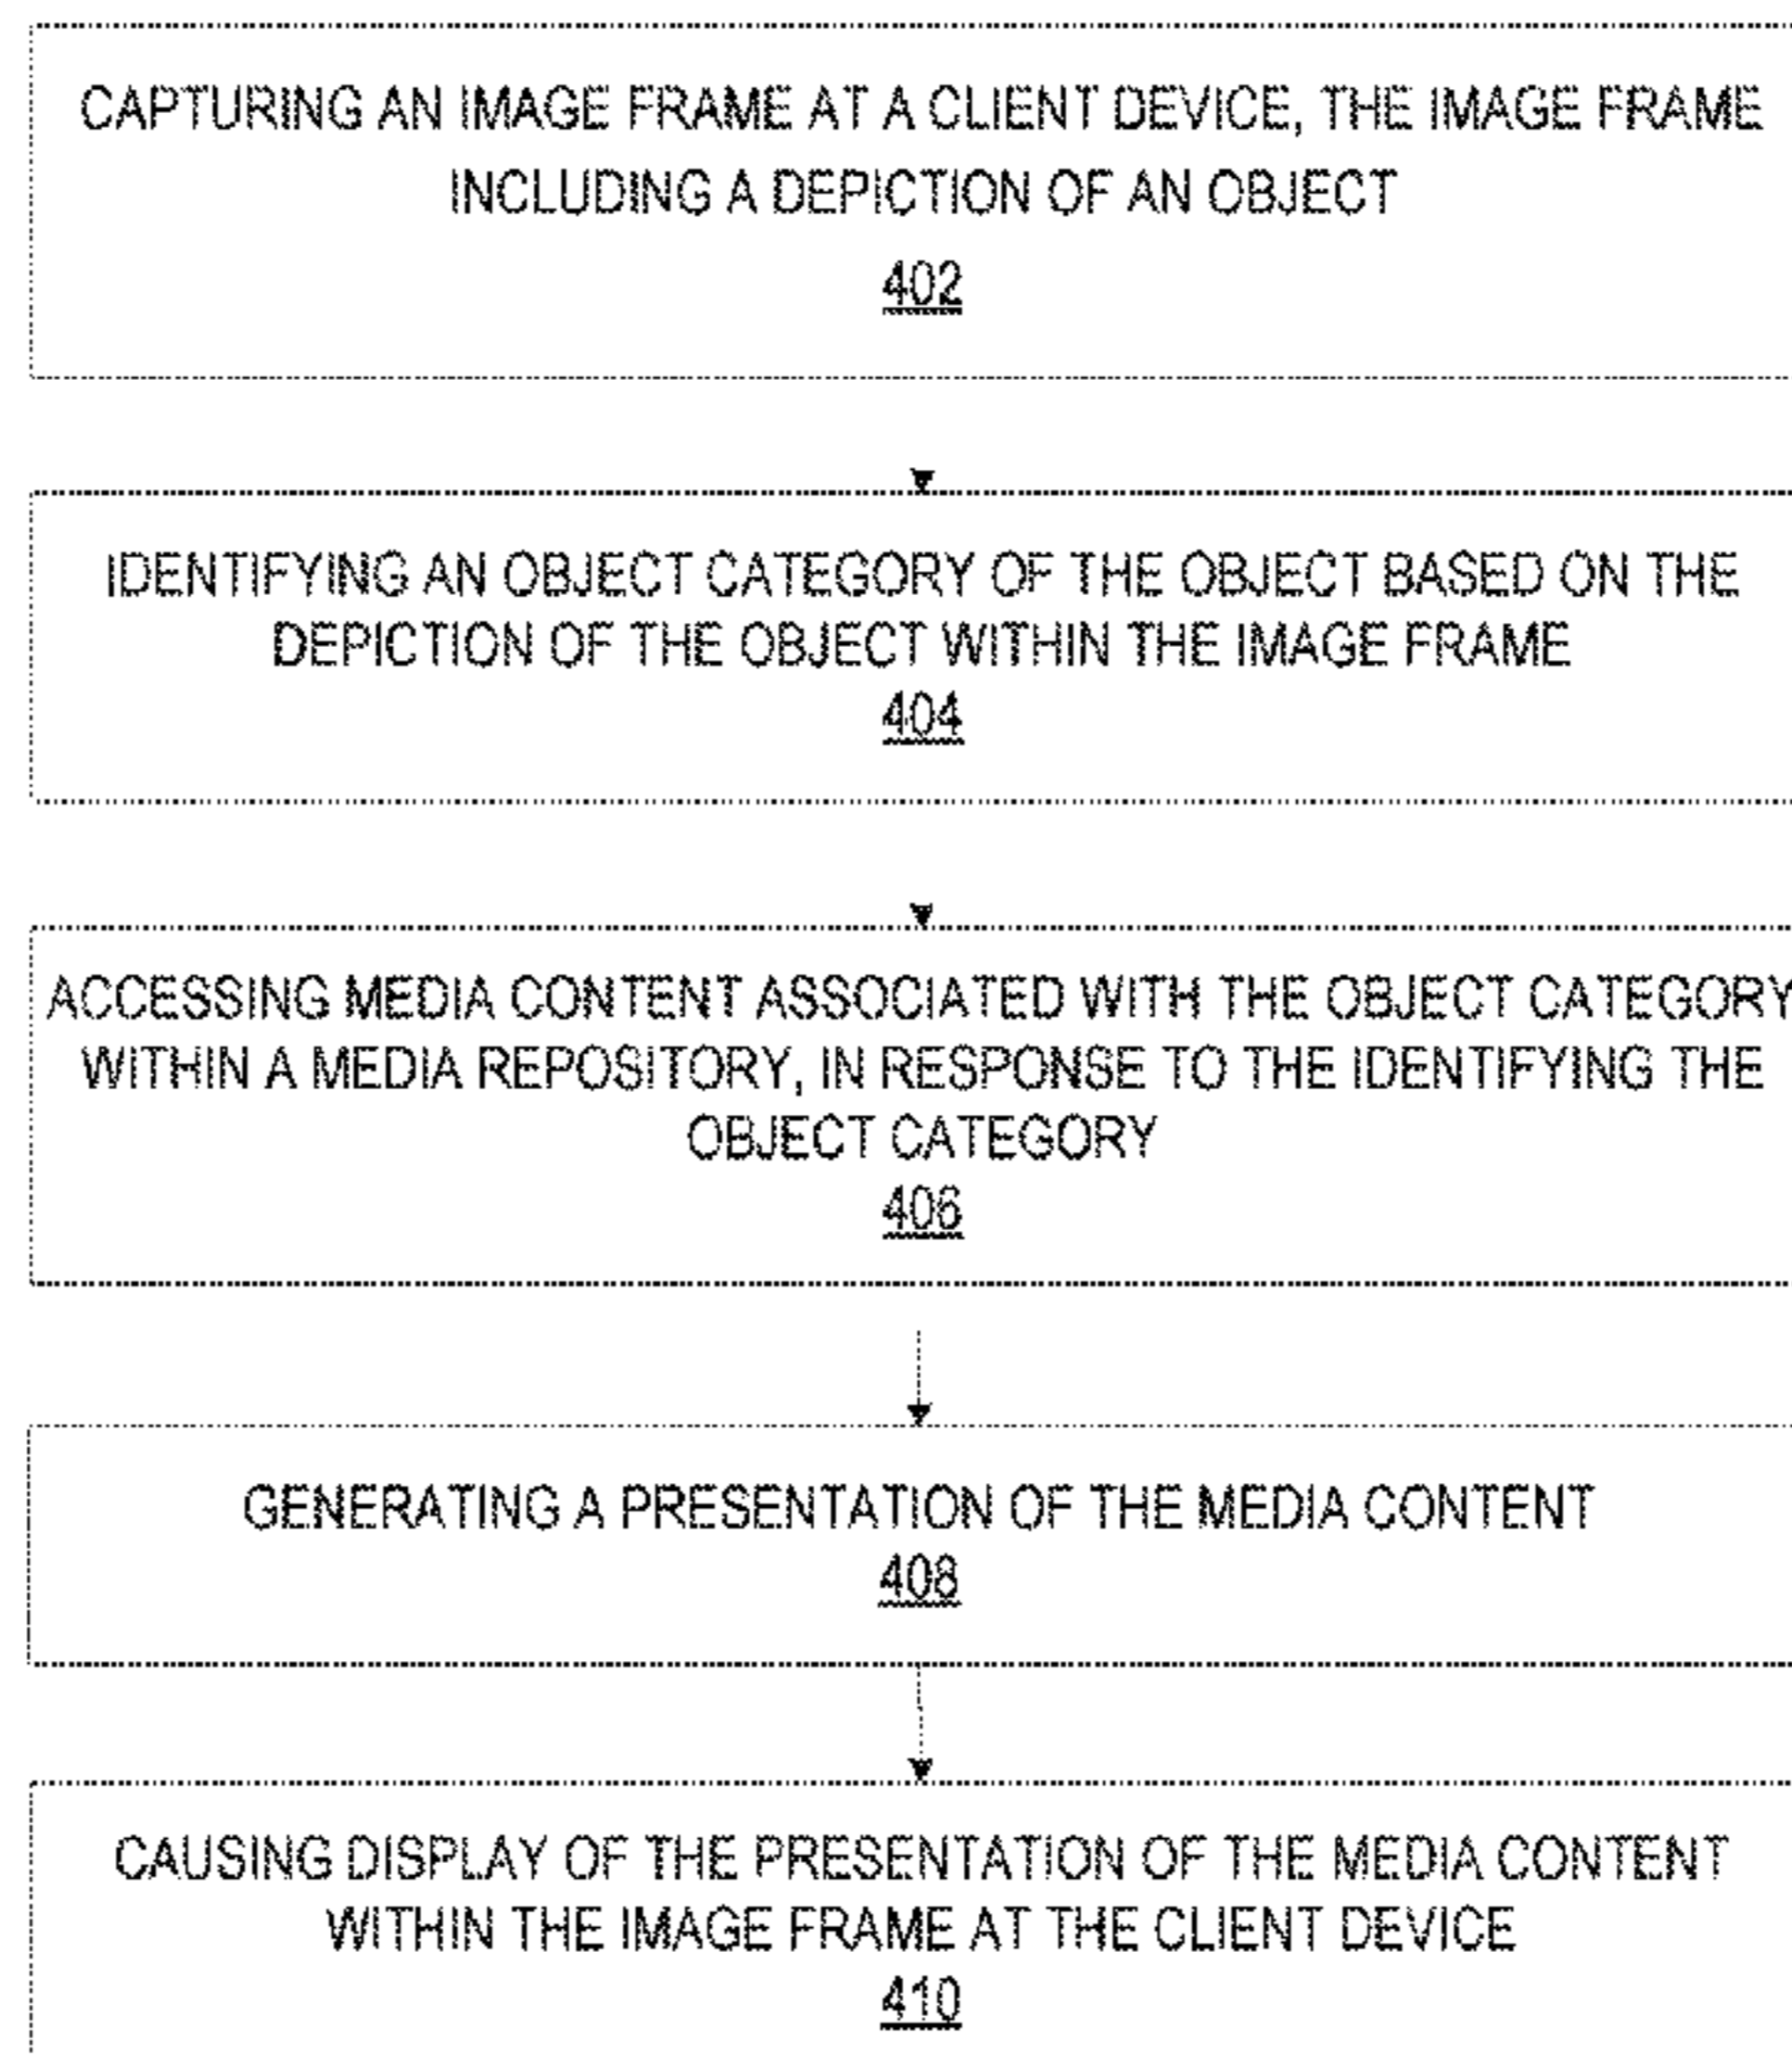 CAPTURING AN IMAGE FRAME AT A CLIENT DEVICE, THE IMAGE FRAME
INCLUDING A DEPICTION OF AN OBJECT
402
IDENTIFYING AN OBJECT CATEGORY OF THE OBJECT BASED ON THE
DEPICTION OF THE OBJECT WITHIN THE IMAGE FRAME
404
ACCESSING MEDIA CONTENT ASSOCIATED WITH THE OBJECT CATEGORY
WITHIN A MEDIA REPOSITORY, IN RESPONSE TO THE IDENTIFYING THE
OBJECT CATEGORY
406
GENERATING A PRESENTATION OF THE MEDIA CONTENT
408
CAUSING DISPLAY OF THE PRESENTATION OF THE MEDIA CONTENT
WITHIN THE IMAGE FRAME AT THE CLIENT DEVICE
410